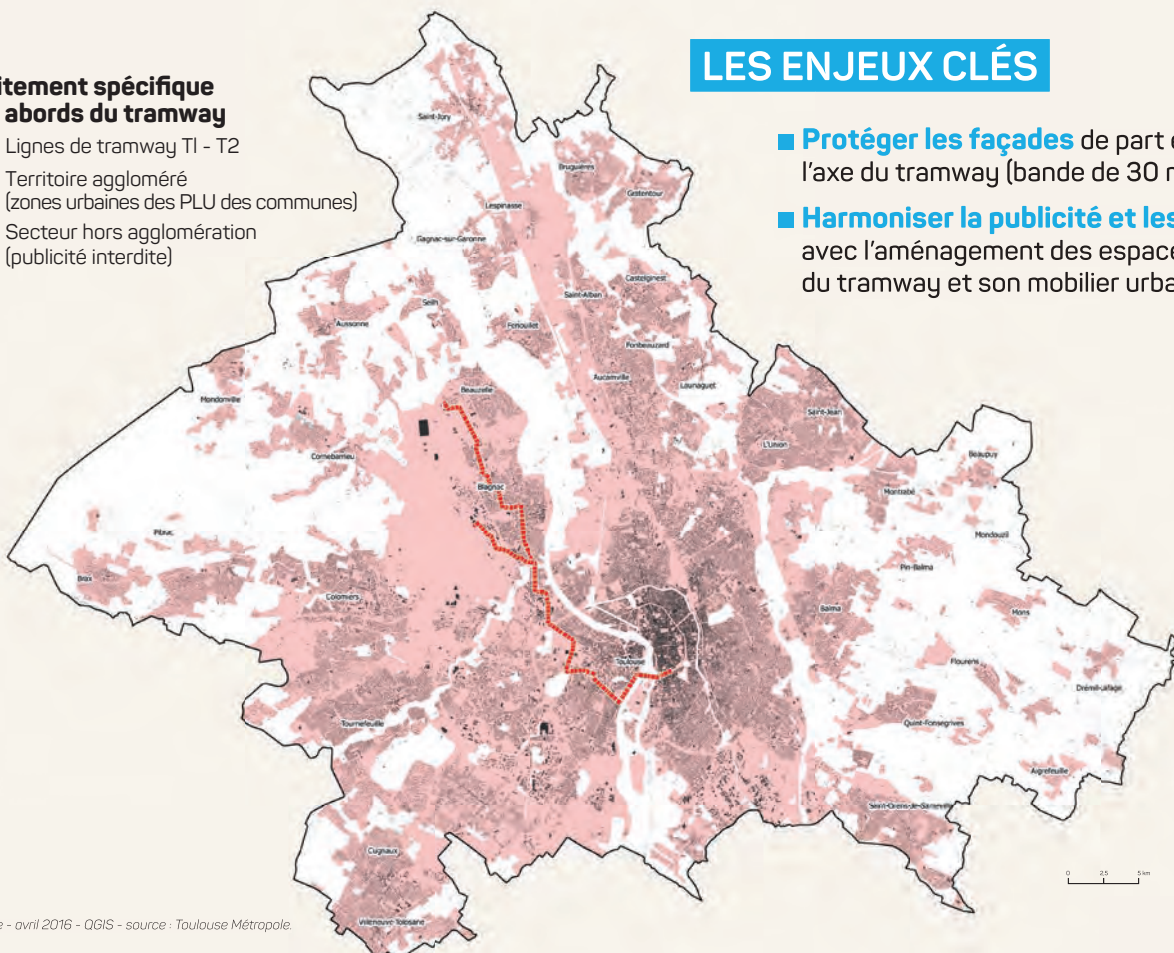 LES ENJEUX CLÉS
itement spécifique
abords du tramway
Lignes de tramway T1 - T2
Territoire aggloméré
(zones urbaines des PLU des communes)
Secteur hors agglomération
(publicité interdite)
Protéger les façades de part e
l'axe du tramway (bande de 30 m
Harmoniser la publicité et les
avec l'aménagement des espace
du tramway et son mobilier urba
Saint-Jory
Bruguières
Gratentour
Lespinasse
Gagnac-sur-Garonne
Castelginest
Saint-Alban
Seilh
Aussonne
Fenouillet
Fonbeauzard
Aucamville
Launaguet
Beauzelle
Mondonville
Saint-Jean
L'Union
Cornebarrieu
Beaupuy
Blagnac
Montrabé
Pibrac
Mondouzil
Pin-Balma
Brax
Colomiers
Balma
Mons
Toulouse
Flourens
Drémil-Lafage
Tournefeuille
Quint-Fonsegrives
Aigrefeuille
Saint-Orens-de-Gameville
Cugnaux
Villeneuve-Tolosane
0 2,5 5 km
e - avril 2016 - QGIS - source : Toulouse Métropole.